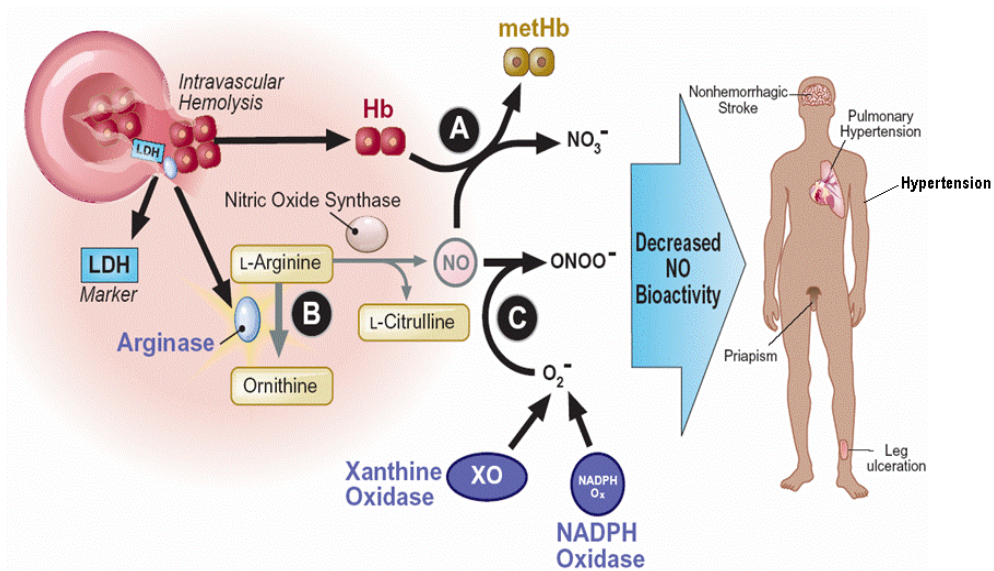 metHb
Intravascular
Hemolysis
Hb
A
NO₃⁻
LDH
Nitric Oxide Synthase
LDH
Marker
L-Arginine
NO
ONOO⁻
B
L-Citrulline
C
Arginase
Ornithine
O₂⁻
Xanthine
Oxidase
XO
NADPH
Ox
NADPH
Oxidase
Decreased
NO
Bioactivity
Nonhemorrhagic
Stroke
Pulmonary
Hypertension
Hypertension
Priapism
Leg
ulceration